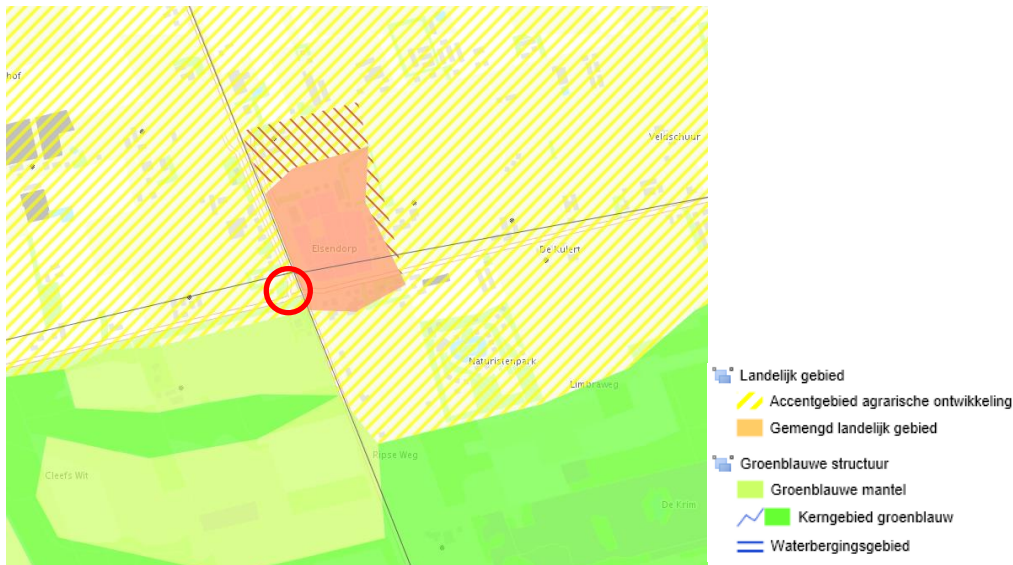 hof
Veldschuur
Elsendorp
De Kulert
Naturistenpark
Limbraweg
Ripse Weg
Cleefs Wit
De Krim
Landelijk gebied
Accentgebied agrarische ontwikkeling
Gemengd landelijk gebied
Groenblauwe structuur
Groenblauwe mantel
Kerngebied groenblauw
Waterbergingsgebied